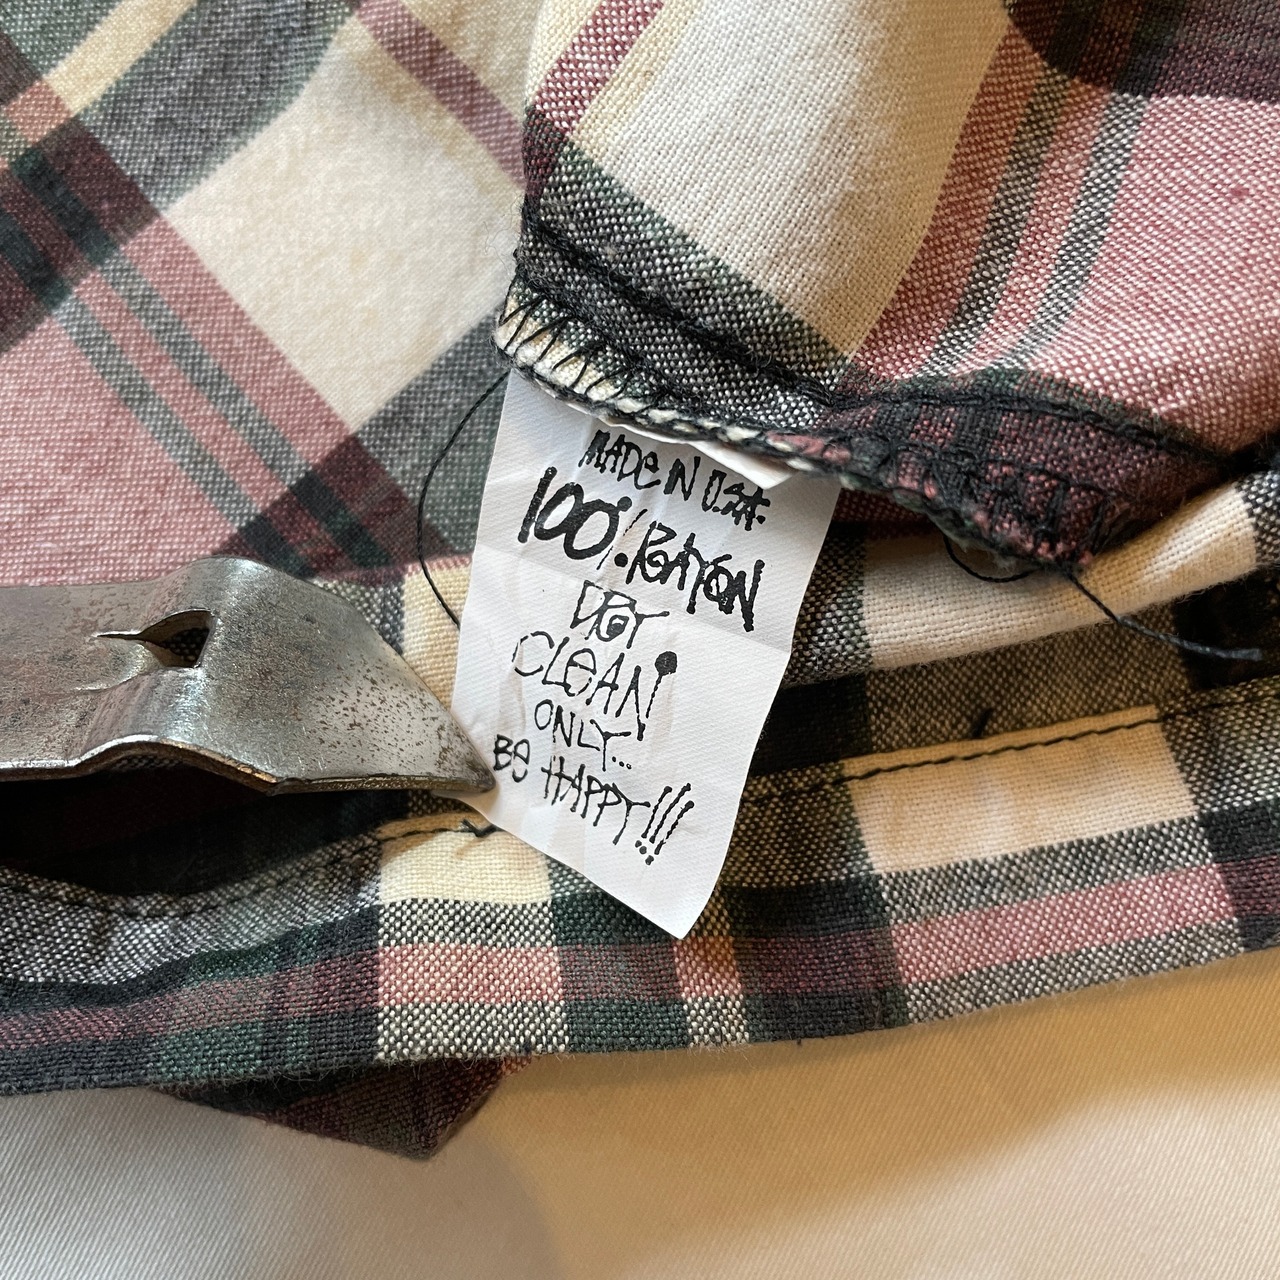 MADE IN U.S.A.
100% RAYON
DRY
CLEAN
ONLY...
BE HAPPY!!!